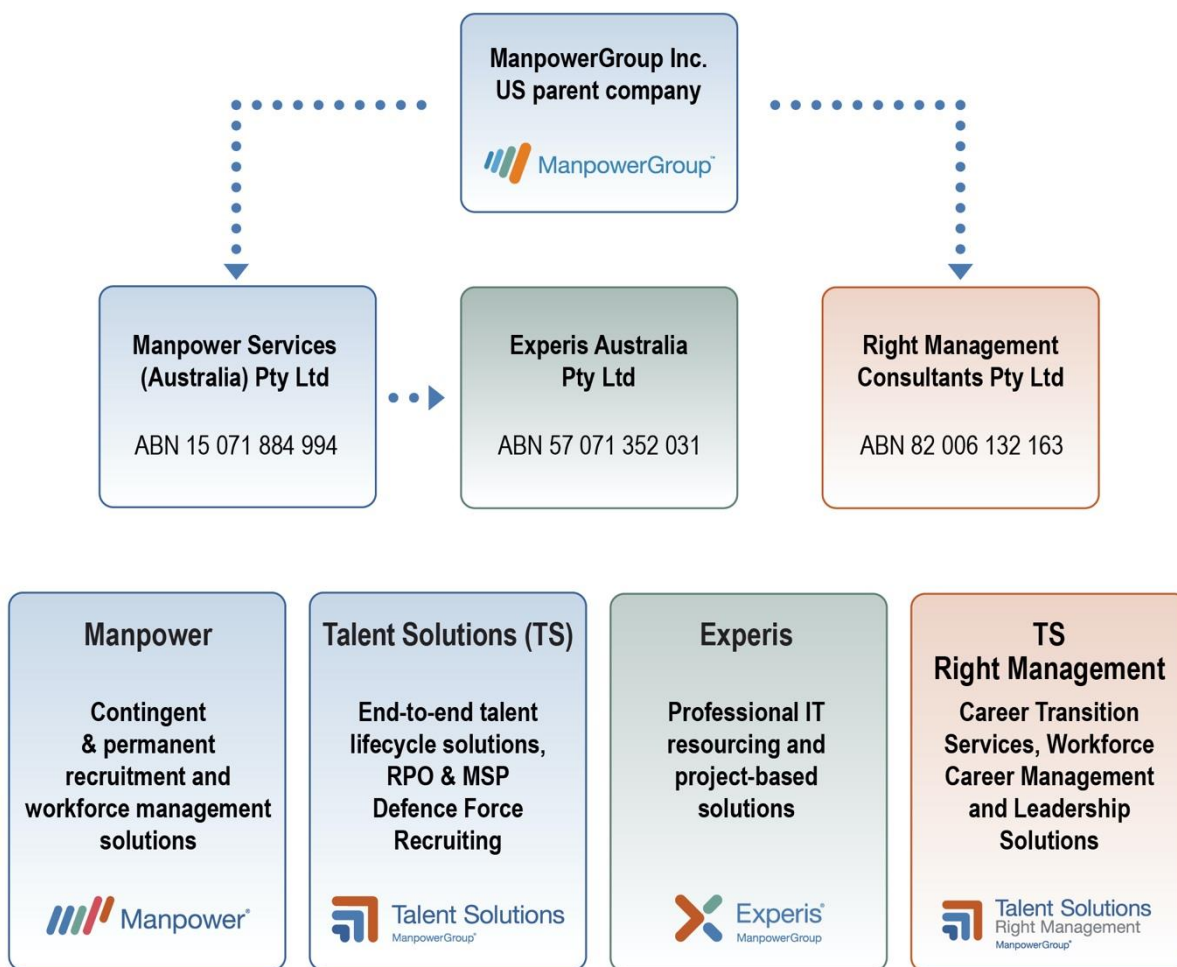 ManpowerGroup Inc.
US parent company
ManpowerGroup™
Manpower Services
(Australia) Pty Ltd
ABN 15 071 884 994
Experis Australia
Pty Ltd
ABN 57 071 352 031
Right Management
Consultants Pty Ltd
ABN 82 006 132 163
Manpower
Contingent
& permanent
recruitment and
workforce management
solutions
Manpower®
Talent Solutions (TS)
End-to-end talent
lifecycle solutions,
RPO & MSP
Defence Force
Recruiting
Talent Solutions
ManpowerGroup®
Experis
Professional IT
resourcing and
project-based
solutions
Experis®
ManpowerGroup
TS
Right Management
Career Transition
Services, Workforce
Career Management
and Leadership
Solutions
Talent Solutions
Right Management
ManpowerGroup®